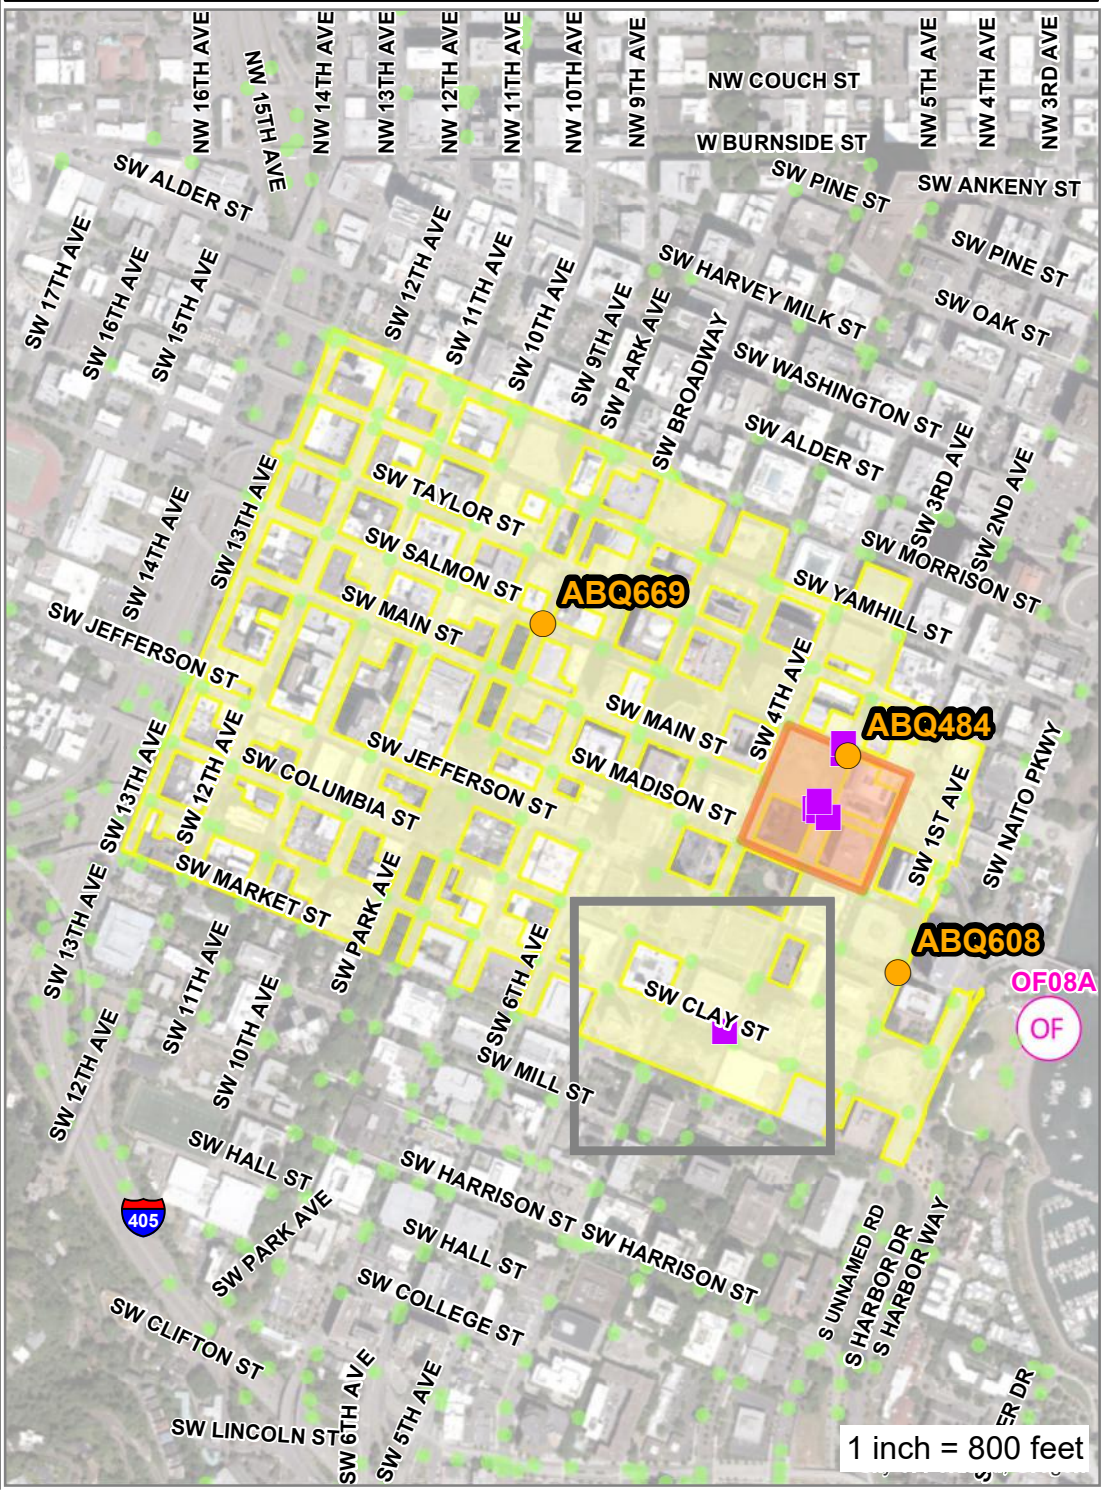 NW 16TH AVE
NW 15TH AVE
NW 14TH AVE
NW 13TH AVE
NW 12TH AVE
NW 11TH AVE
NW 10TH AVE
NW 9TH AVE
NW COUCH ST
NW 5TH AVE
NW 4TH AVE
NW 3RD AVE
W BURNSIDE ST
SW ALDER ST
SW PINE ST
SW ANKENY ST
SW 17TH AVE
SW 16TH AVE
SW 15TH AVE
SW 12TH AVE
SW 11TH AVE
SW 10TH AVE
SW 9TH AVE
SW PARK AVE
SW BROADWAY
SW HARVEY MILK ST
SW PINE ST
SW OAK ST
SW WASHINGTON ST
SW ALDER ST
SW 3RD AVE
SW 2ND AVE
SW 14TH AVE
SW 13TH AVE
SW TAYLOR ST
SW SALMON ST
SW MAIN ST
ABQ669
SW MORRISON ST
SW YAMHILL ST
SW JEFFERSON ST
SW 4TH AVE
SW MAIN ST
ABQ484
SW 13TH AVE
SW 12TH AVE
SW COLUMBIA ST
SW JEFFERSON ST
SW MADISON ST
SW 1ST AVE
SW NAITO PKWY
SW MARKET ST
SW 13TH AVE
SW 11TH AVE
SW PARK AVE
SW 6TH AVE
ABQ608
OF08A
OF
SW CLAY ST
SW 12TH AVE
SW 10TH AVE
SW MILL ST
SW HALL ST
SW HARRISON ST
SW HARRISON ST
405
SW PARK AVE
SW HALL ST
SW COLLEGE ST
S UNNAMED RD
S HARBOR DR
S HARBOR WAY
SW CLIFTON ST
SW LINCOLN ST
SW 6TH AVE
SW 5TH AVE
ER DR
1 inch = 800 feet